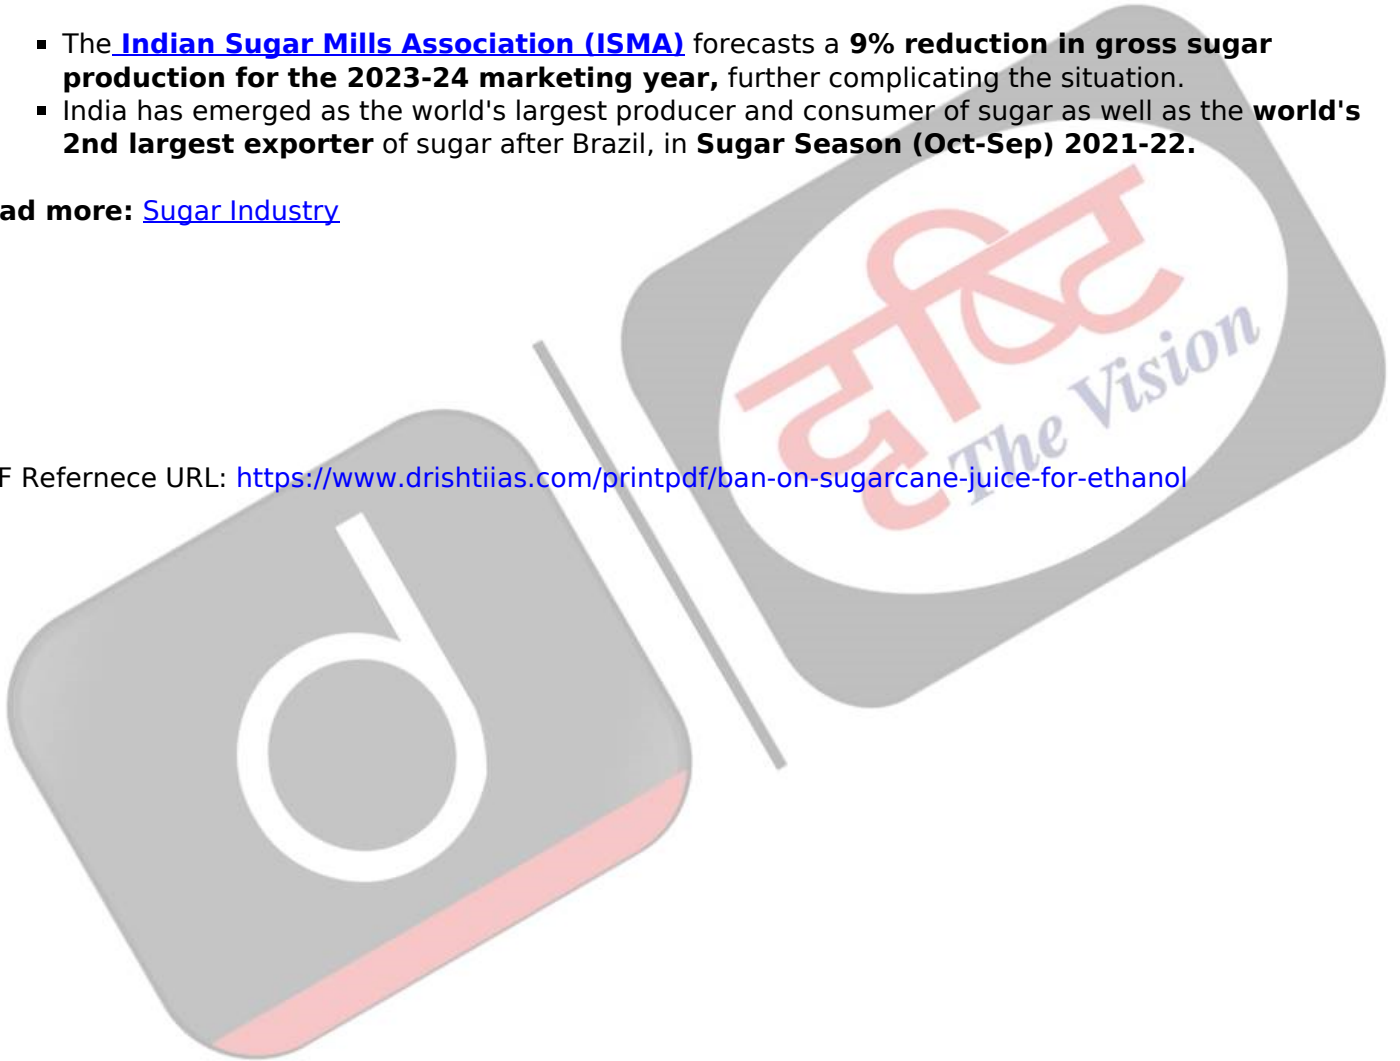 The Indian Sugar Mills Association (ISMA) forecasts a 9% reduction in gross sugar
production for the 2023-24 marketing year, further complicating the situation.
India has emerged as the world's largest producer and consumer of sugar as well as the world's
2nd largest exporter of sugar after Brazil, in Sugar Season (Oct-Sep) 2021-22.
ad more: Sugar Industry
दृष्टि
The Vision
F Refernece URL: https://www.drishtiias.com/printpdf/ban-on-sugarcane-juice-for-ethanol
d